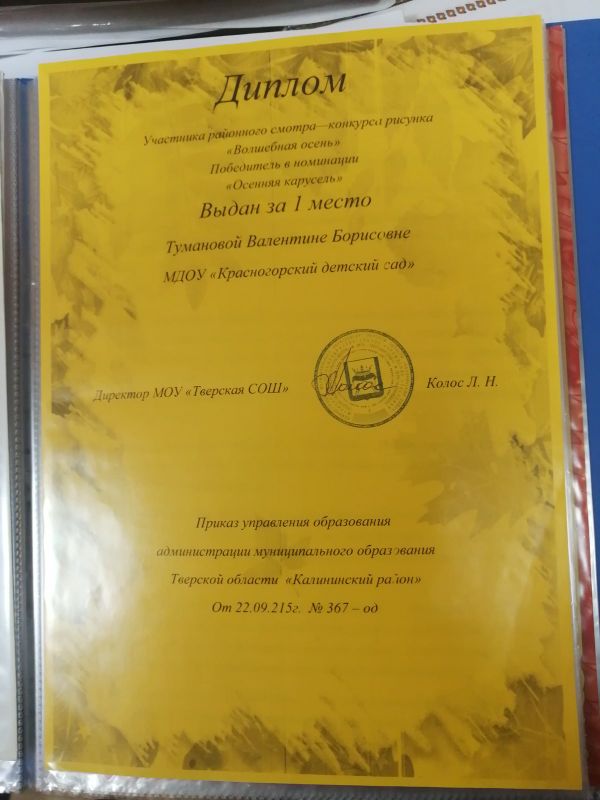 Диплом
Участника районного смотра—конкурса рисунка
«Волшебная осень»
Победитель в номинации
«Осенняя карусель»
Выдан за 1 место
Тумановой Валентине Борисовне
МДОУ «Красногорский детский сад»
Директор МОУ «Тверская СОШ» Колос Л. Н.
Приказ управления образования
администрации муниципального образования
Тверской области «Калининский район»
От 22.09.215г. № 367 – од